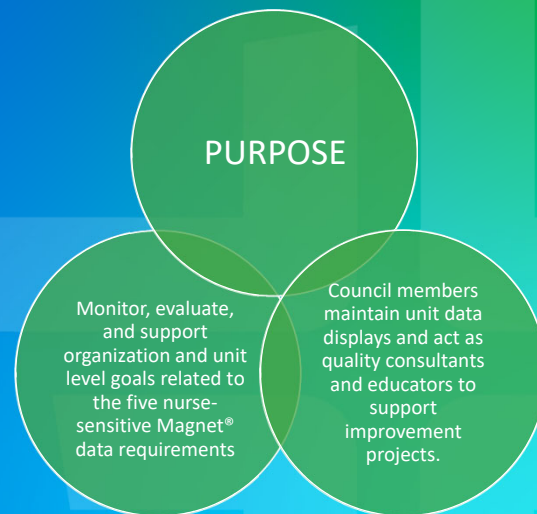 PURPOSE
Monitor, evaluate,
and support
organization and unit
level goals related to
the five nurse-
sensitive Magnet®
data requirements
Council members
maintain unit data
displays and act as
quality consultants
and educators to
support
improvement
projects.